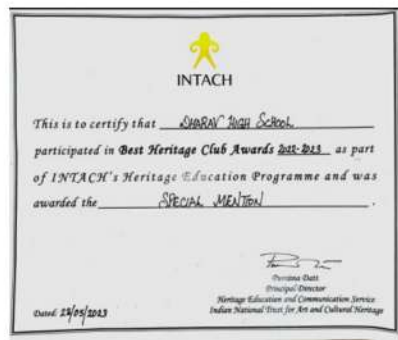 INTACH
This is to certify that DHARAV HIGH SCHOOL
participated in Best Heritage Club Awards 2022-2023 as part
of INTACH's Heritage Education Programme and was
awarded the SPECIAL MENTION.
Purnima Datt
Principal Director
Heritage Education and Communication Service
Indian National Trust for Art and Cultural Heritage
Dated 22/05/2023